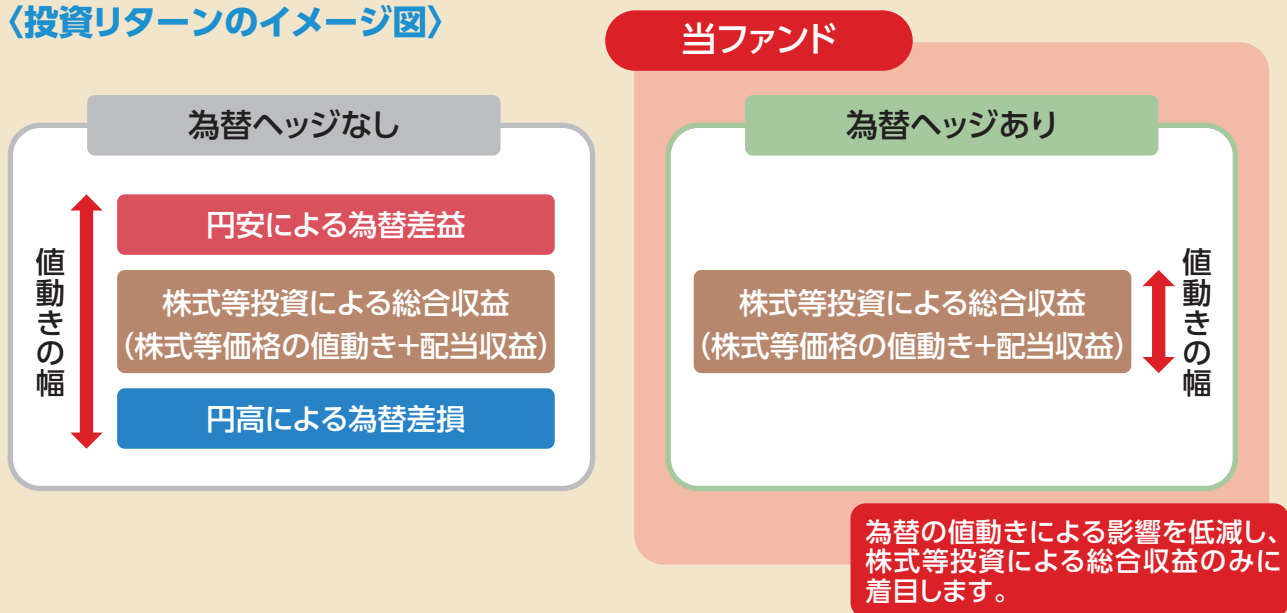 〈投資リターンのイメージ図〉
当ファンド
為替ヘッジなし
値動きの幅
円安による為替差益
株式等投資による総合収益
(株式等価格の値動き+配当収益)
円高による為替差損
為替ヘッジあり
株式等投資による総合収益
(株式等価格の値動き+配当収益)
値動きの幅
為替の値動きによる影響を低減し、
株式等投資による総合収益のみに
着目します。